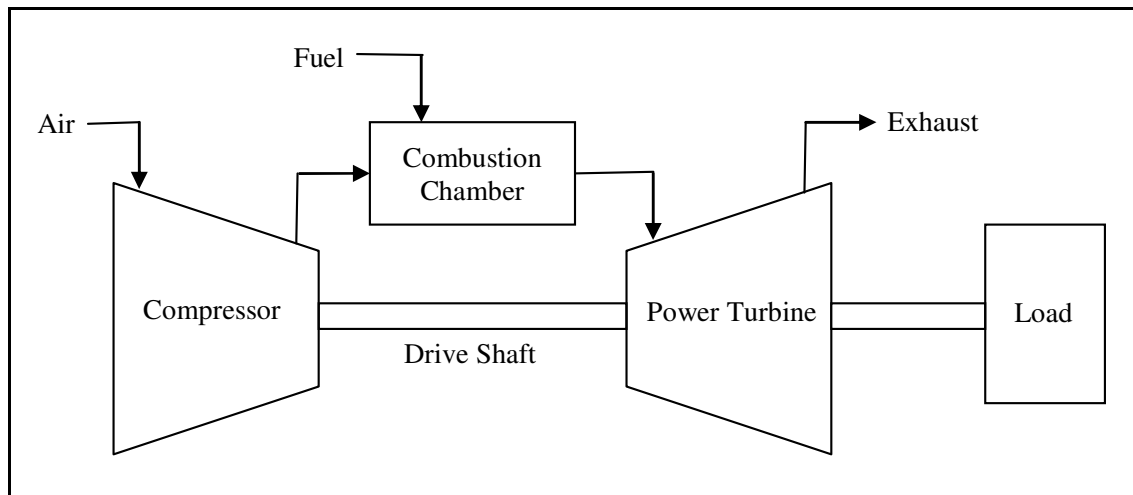 Fuel
Air
Exhaust
Combustion
Chamber
Compressor
Power Turbine
Load
Drive Shaft